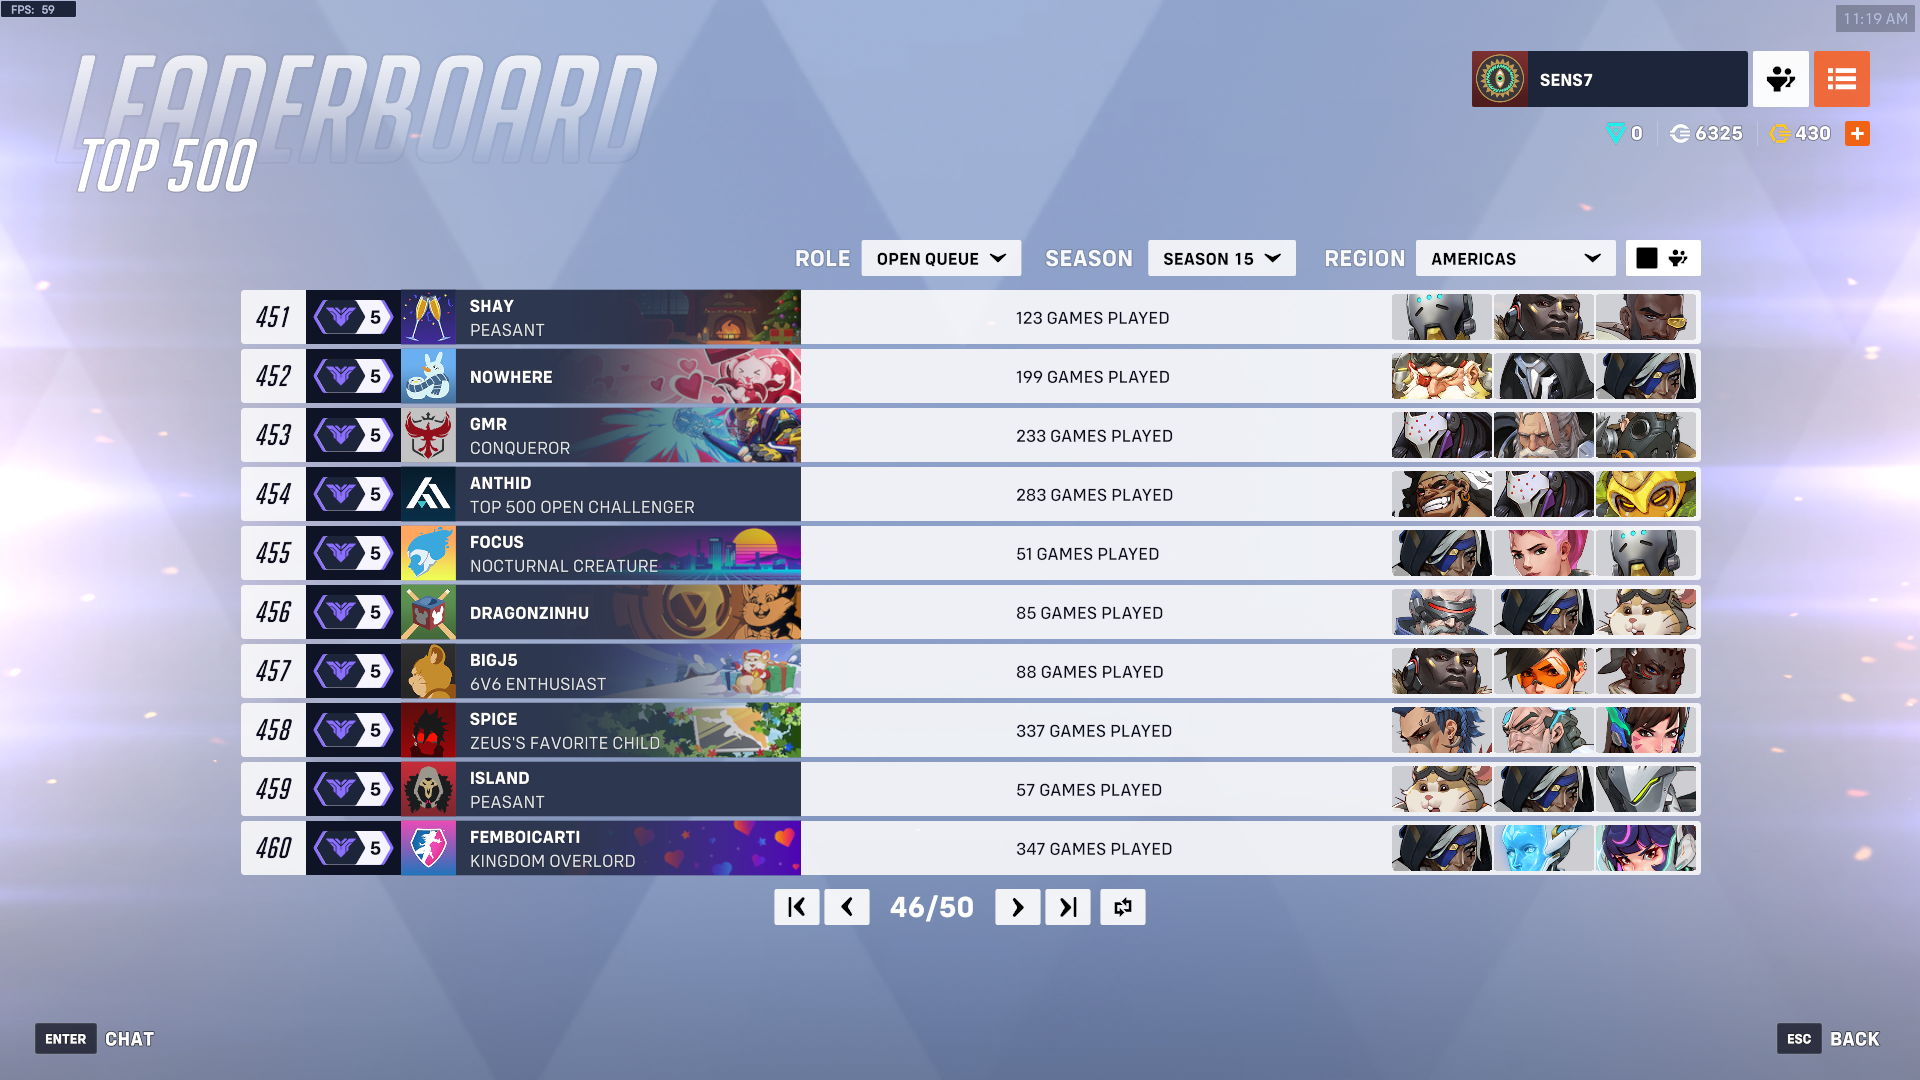 FPS: 59
11:19 AM
LEADERBOARD
TOP 500
SENS7
0 6325 430
ROLE OPEN QUEUE SEASON SEASON 15 REGION AMERICAS
451 5 SHAY
PEASANT
123 GAMES PLAYED
452 5 NOWHERE 199 GAMES PLAYED
453 5 GMR
CONQUEROR
233 GAMES PLAYED
454 5 ANTHID
TOP 500 OPEN CHALLENGER
283 GAMES PLAYED
455 5 FOCUS
NOCTURNAL CREATURE
51 GAMES PLAYED
456 5 DRAGONZINHU 85 GAMES PLAYED
457 5 BIGJ5
6V6 ENTHUSIAST
88 GAMES PLAYED
458 5 SPICE
ZEUS'S FAVORITE CHILD
337 GAMES PLAYED
459 5 ISLAND
PEASANT
57 GAMES PLAYED
460 5 FEMBOICARTI
KINGDOM OVERLORD
347 GAMES PLAYED
46/50
ENTER CHAT
ESC BACK